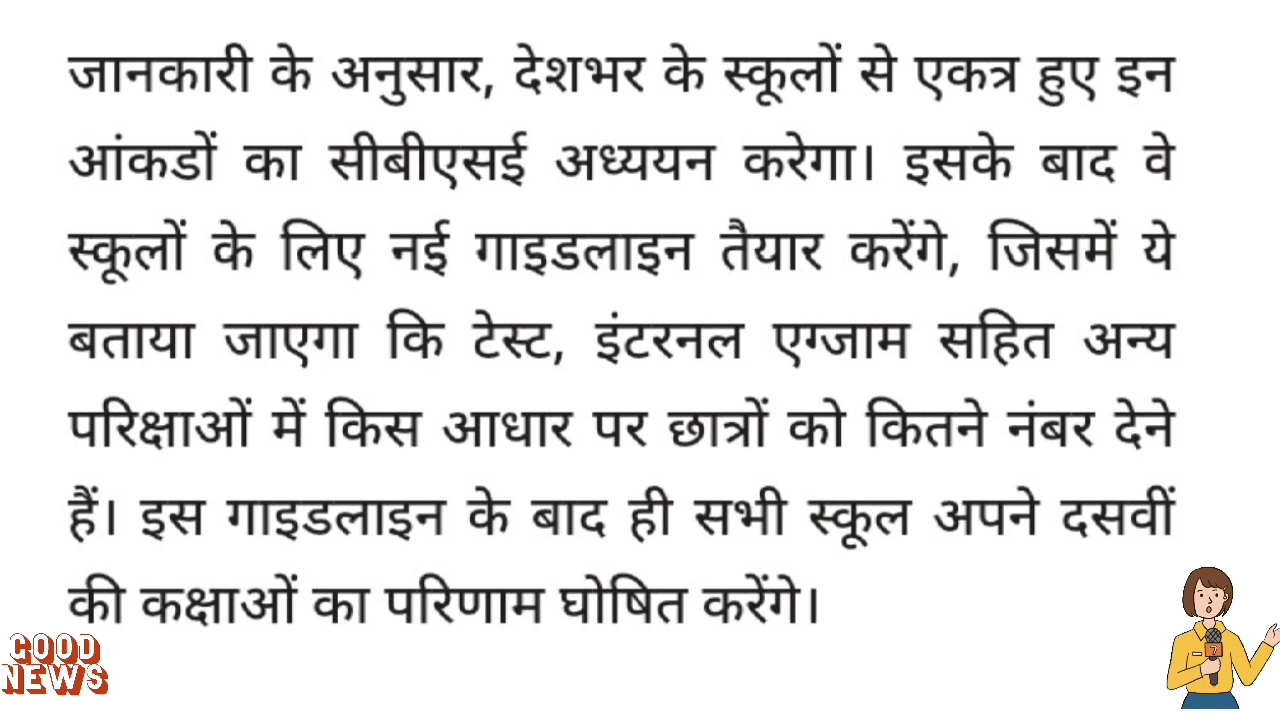 जानकारी के अनुसार, देशभर के स्कूलों से एकत्र हुए इन
आंकडों का सीबीएसई अध्ययन करेगा। इसके बाद वे
स्कूलों के लिए नई गाइडलाइन तैयार करेंगे, जिसमें ये
बताया जाएगा कि टेस्ट, इंटरनल एग्जाम सहित अन्य
परिक्षाओं में किस आधार पर छात्रों को कितने नंबर देने
हैं। इस गाइडलाइन के बाद ही सभी स्कूल अपने दसवीं
की कक्षाओं का परिणाम घोषित करेंगे।
GOOD
NEWS
7